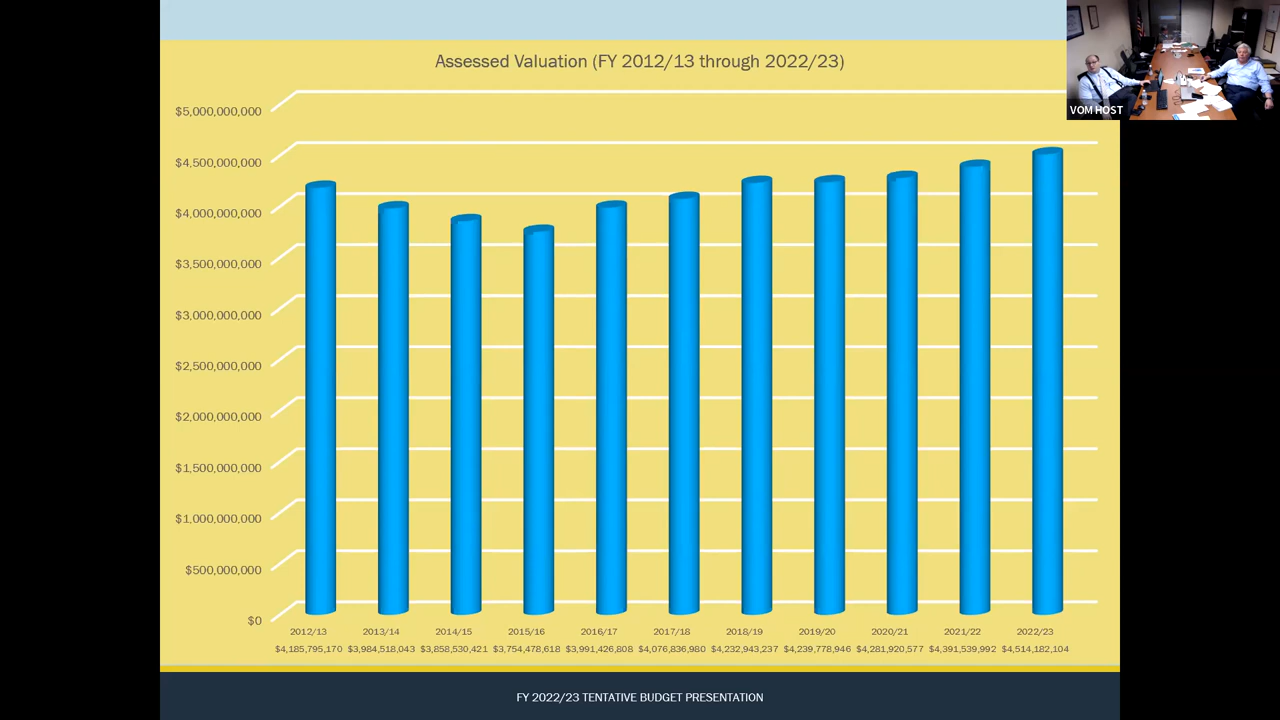 Assessed Valuation (FY 2012/13 through 2022/23)
VOM HOST
$5,000,000,000
$4,500,000,000
$4,000,000,000
$3,500,000,000
$3,000,000,000
$2,500,000,000
$2,000,000,000
$1,500,000,000
$1,000,000,000
$500,000,000
$0
2012/13 2013/14 2014/15 2015/16 2016/17 2017/18 2018/19 2019/20 2020/21 2021/22 2022/23
$4,185,795,170 $3,984,518,043 $3,858,530,421 $3,754,478,618 $3,991,426,808 $4,076,836,980 $4,232,943,237 $4,239,778,946 $4,281,920,577 $4,391,539,992 $4,514,182,104
FY 2022/23 TENTATIVE BUDGET PRESENTATION